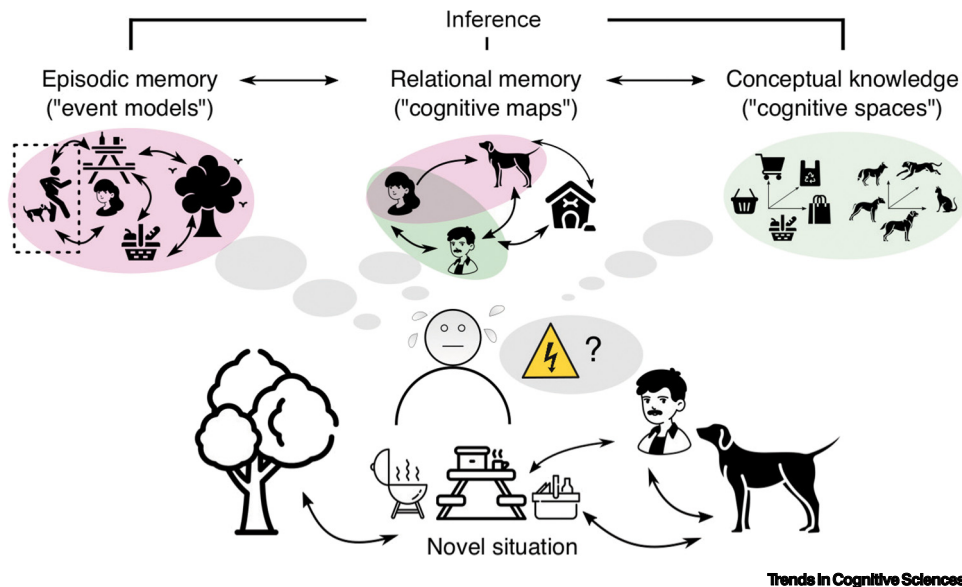 Inference
Episodic memory
("event models")
Relational memory
("cognitive maps")
Conceptual knowledge
("cognitive spaces")
?
Novel situation
Trends in Cognitive Sciences